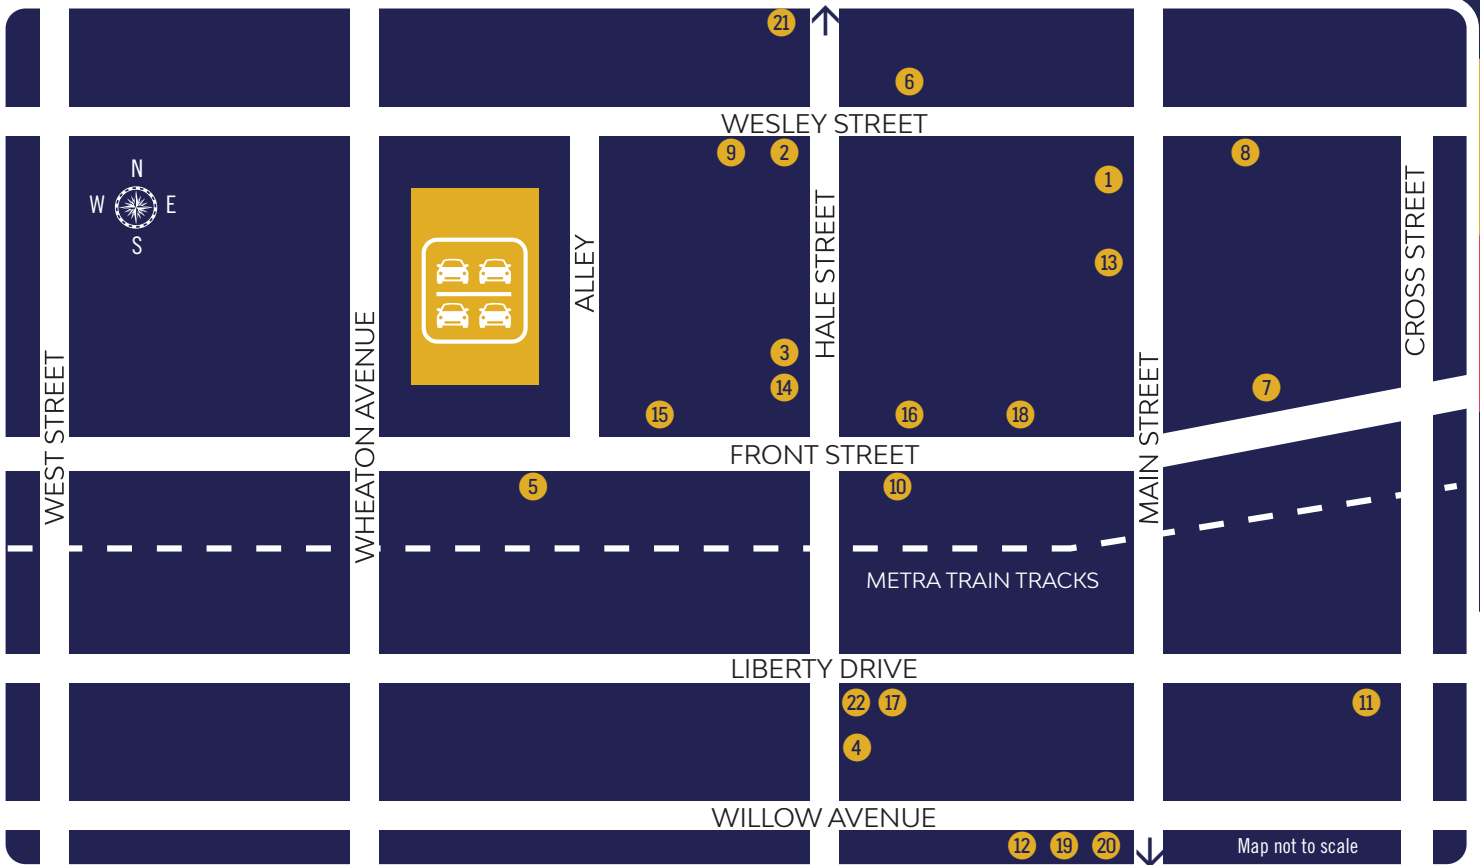 21
6
WESLEY STREET
9
2
8
N
W
E
S
1
13
ALLEY
HALE STREET
CROSS STREET
3
14
7
15
16
18
WEST STREET
WHEATON AVENUE
MAIN STREET
FRONT STREET
5
10
METRA TRAIN TRACKS
LIBERTY DRIVE
22
17
11
4
WILLOW AVENUE
12
19
20
Map not to scale